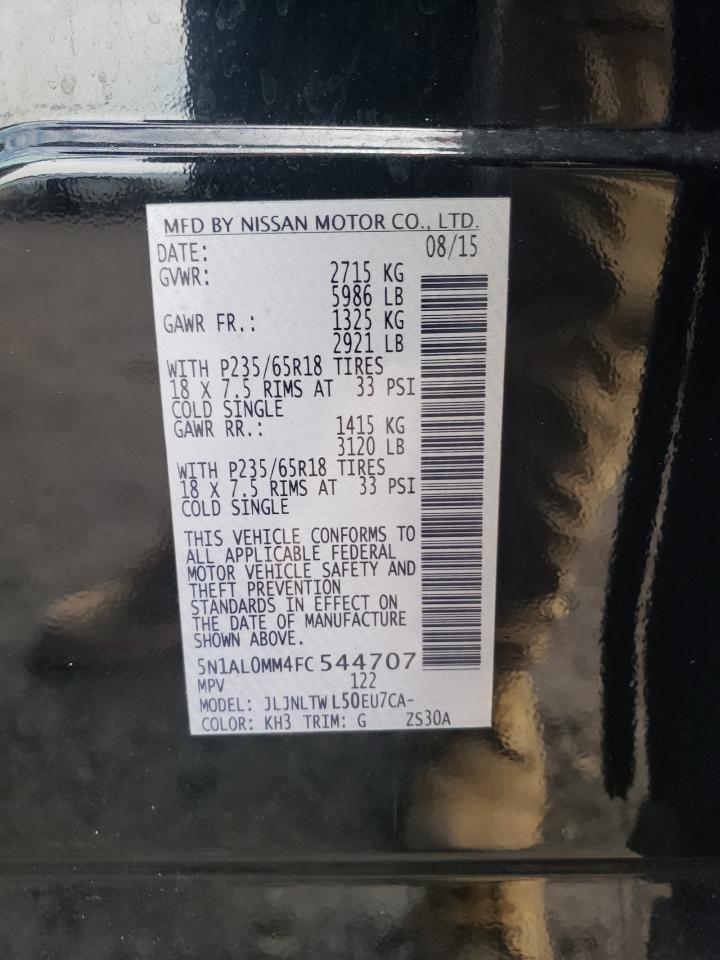 MFD BY NISSAN MOTOR CO., LTD.
DATE: 08/15
GVWR: 2715 KG
5986 LB
GAWR FR.: 1325 KG
2921 LB
WITH P235/65R18 TIRES
18 X 7.5 RIMS AT 33 PSI
COLD SINGLE
GAWR RR.: 1415 KG
3120 LB
WITH P235/65R18 TIRES
18 X 7.5 RIMS AT 33 PSI
COLD SINGLE
THIS VEHICLE CONFORMS TO
ALL APPLICABLE FEDERAL
MOTOR VEHICLE SAFETY AND
THEFT PREVENTION
STANDARDS IN EFFECT ON
THE DATE OF MANUFACTURE
SHOWN ABOVE.
5N1AL0MM4FC 544707
MPV 122
MODEL: JLJNLTW L50EU7CA-
COLOR: KH3 TRIM: G ZS30A